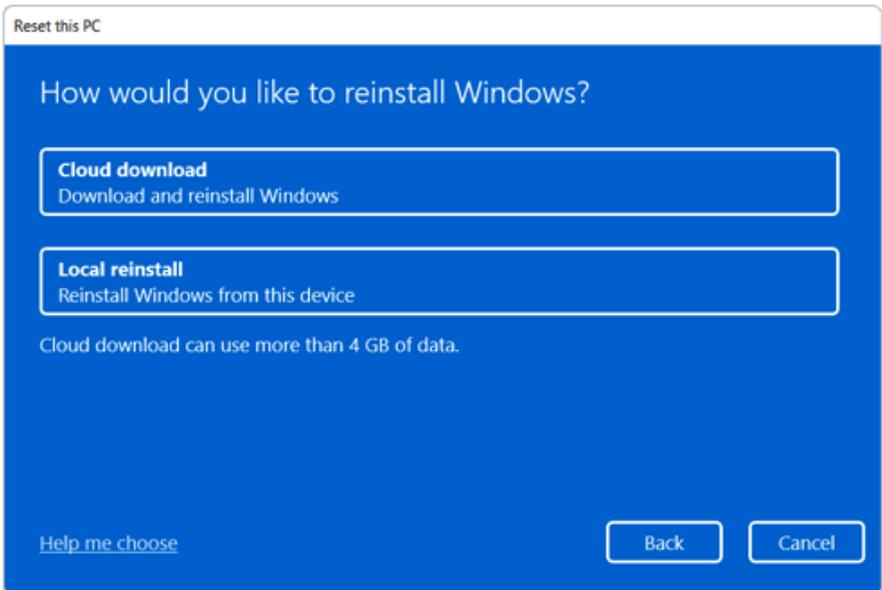 Reset this PC
How would you like to reinstall Windows?
Cloud download
Download and reinstall Windows
Local reinstall
Reinstall Windows from this device
Cloud download can use more than 4 GB of data.
Help me choose
Back
Cancel